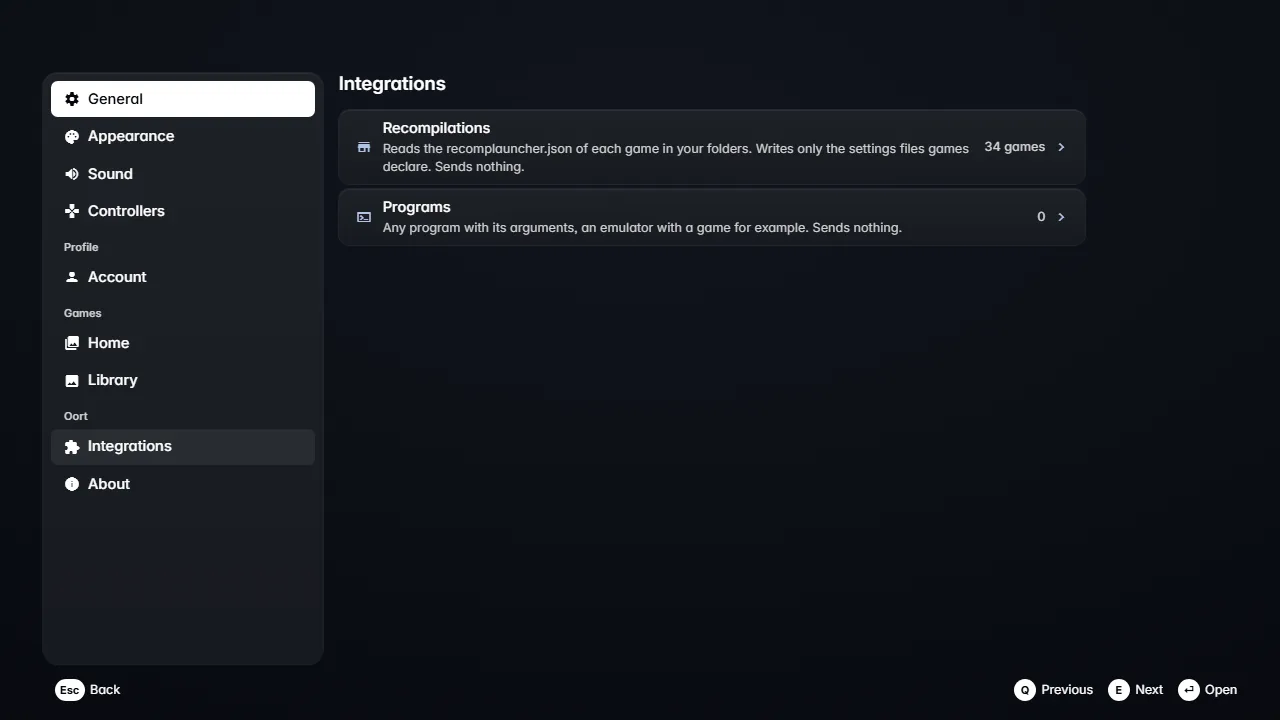 General
Appearance
Sound
Controllers
Profile
Account
Games
Home
Library
Oort
Integrations
About
Integrations
Recompilations
Reads the recomplauncher.json of each game in your folders. Writes only the settings files games
declare. Sends nothing.
34 games
Programs
Any program with its arguments, an emulator with a game for example. Sends nothing.
0
Esc Back
Q Previous E Next Open